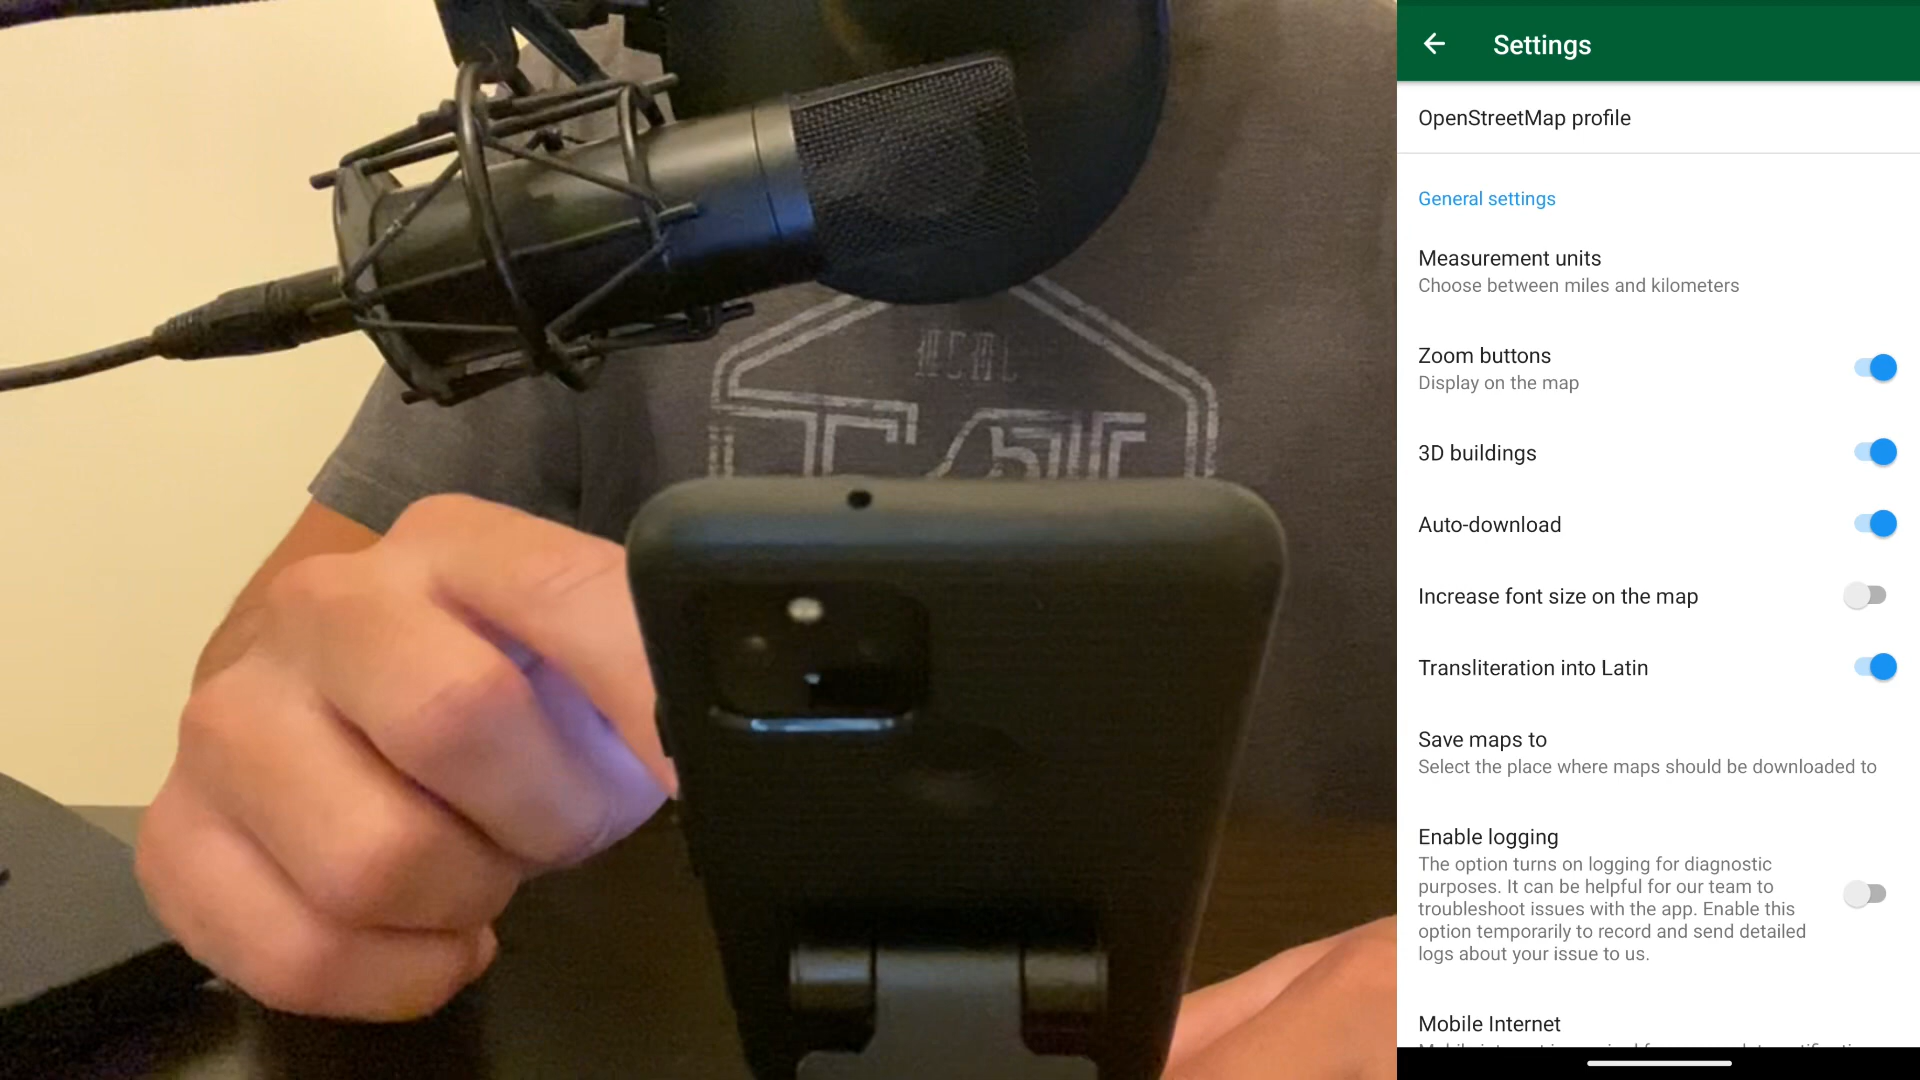 Settings
OpenStreetMap profile
General settings
Measurement units
Choose between miles and kilometers
Zoom buttons
Display on the map
3D buildings
Auto-download
Increase font size on the map
Transliteration into Latin
Save maps to
Select the place where maps should be downloaded to
Enable logging
The option turns on logging for diagnostic
purposes. It can be helpful for our team to
troubleshoot issues with the app. Enable this
option temporarily to record and send detailed
logs about your issue to us.
Mobile Internet